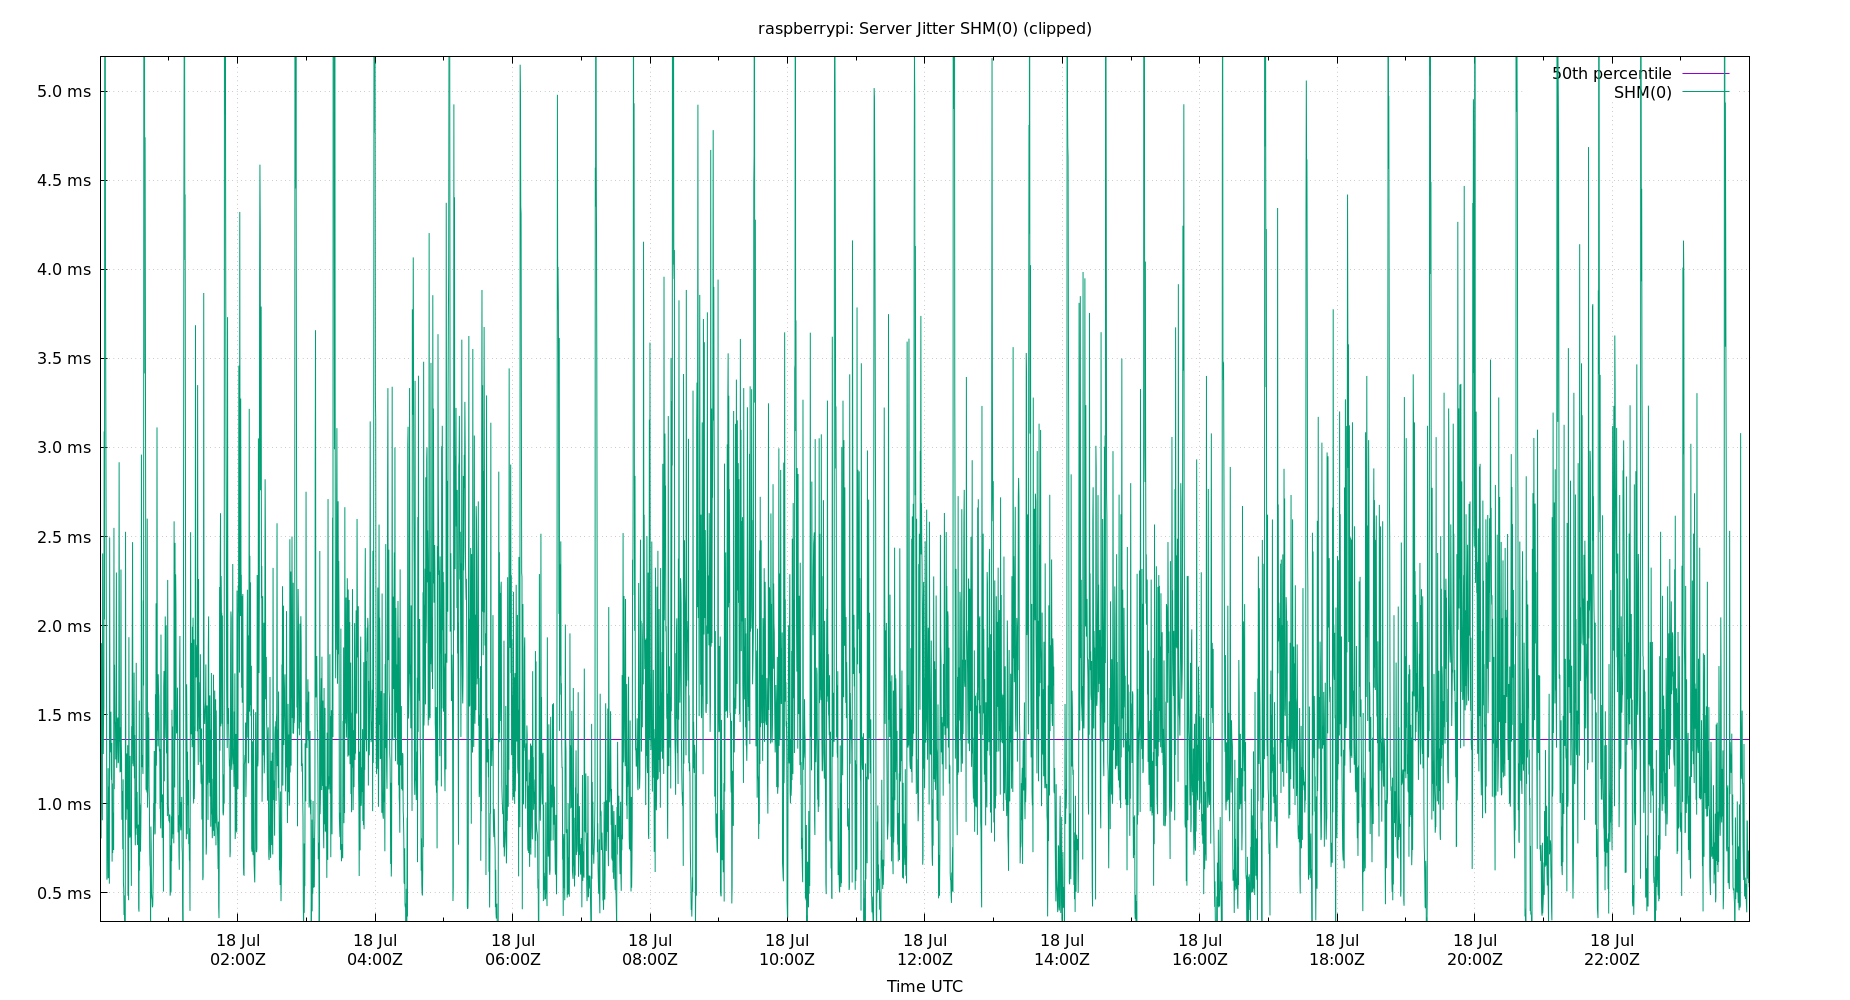 raspberrypi: Server Jitter SHM(0) (clipped)
50th percentile
SHM(0)
5.0 ms
4.5 ms
4.0 ms
3.5 ms
3.0 ms
2.5 ms
2.0 ms
1.5 ms
1.0 ms
0.5 ms
18 Jul 18 Jul 18 Jul 18 Jul 18 Jul 18 Jul 18 Jul 18 Jul 18 Jul 18 Jul 18 Jul
02:00Z 04:00Z 06:00Z 08:00Z 10:00Z 12:00Z 14:00Z 16:00Z 18:00Z 20:00Z 22:00Z
Time UTC